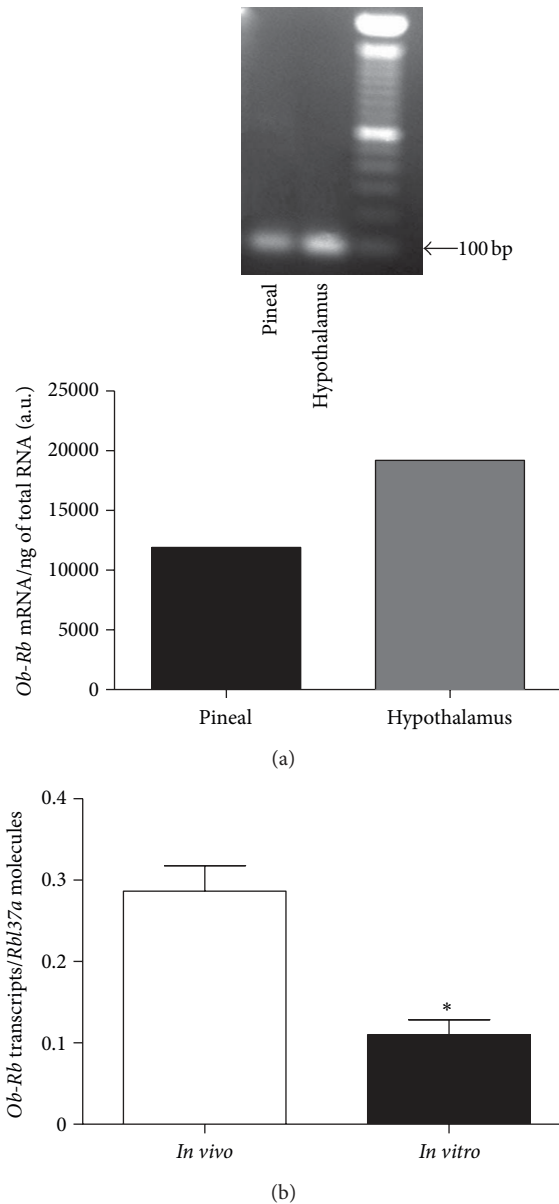 100 bp
Pineal
Hypothalamus
Ob-Rb mRNA/ng of total RNA (a.u.)
25000
20000
15000
10000
5000
0
Pineal
Hypothalamus
(a)
Ob-Rb transcripts/Rbl37a molecules
0.4
0.3
0.2
0.1
0
*
In vivo
In vitro
(b)